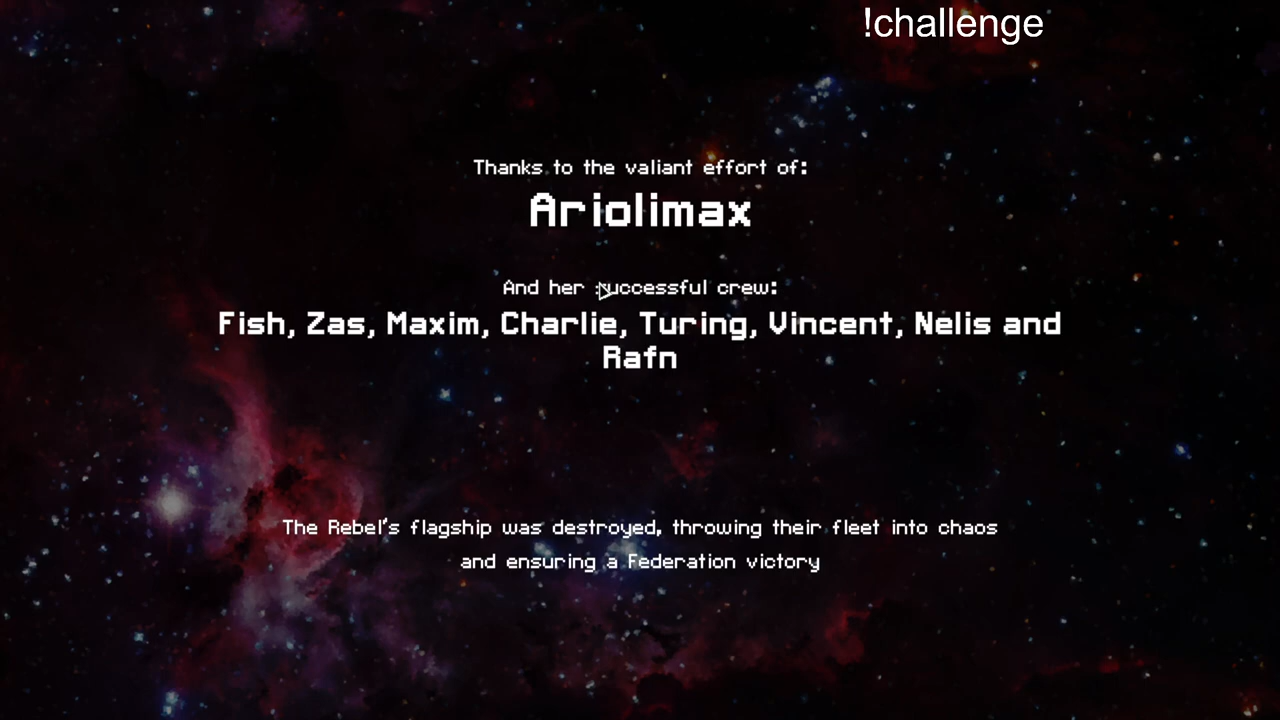 !challenge
Thanks to the valiant effort of:
Ariolimax
And her successful crew:
Fish, Zas, Maxim, Charlie, Turing, Vincent, Nelis and
Rafn
The Rebel's flagship was destroyed, throwing their fleet into chaos
and ensuring a Federation victory